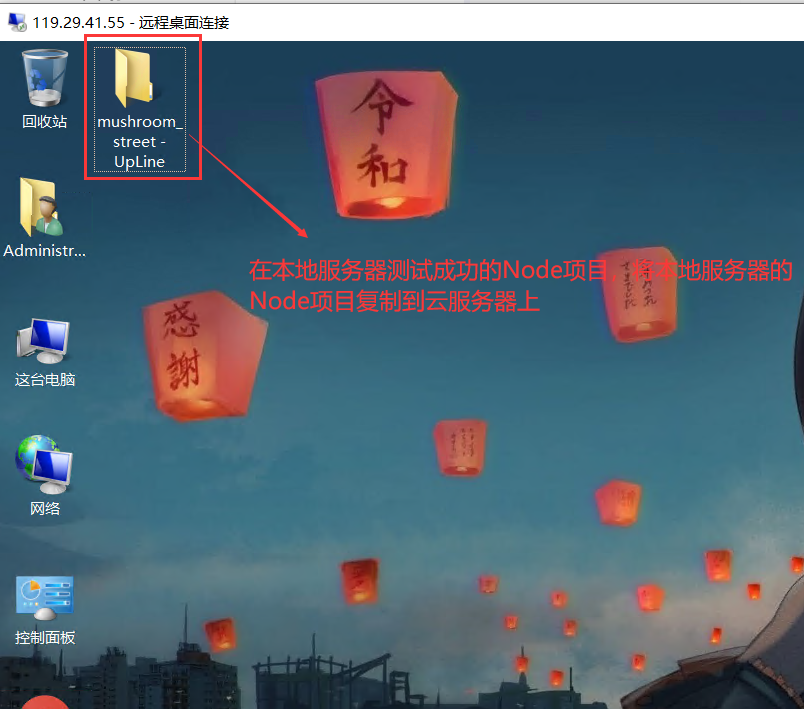 119.29.41.55 - 远程桌面连接
回收站
mushroom_
street -
UpLine
Administr...
这台电脑
网络
控制面板
在本地服务器测试成功的Node项目，将本地服务器的
Node项目复制到云服务器上
令和
感謝